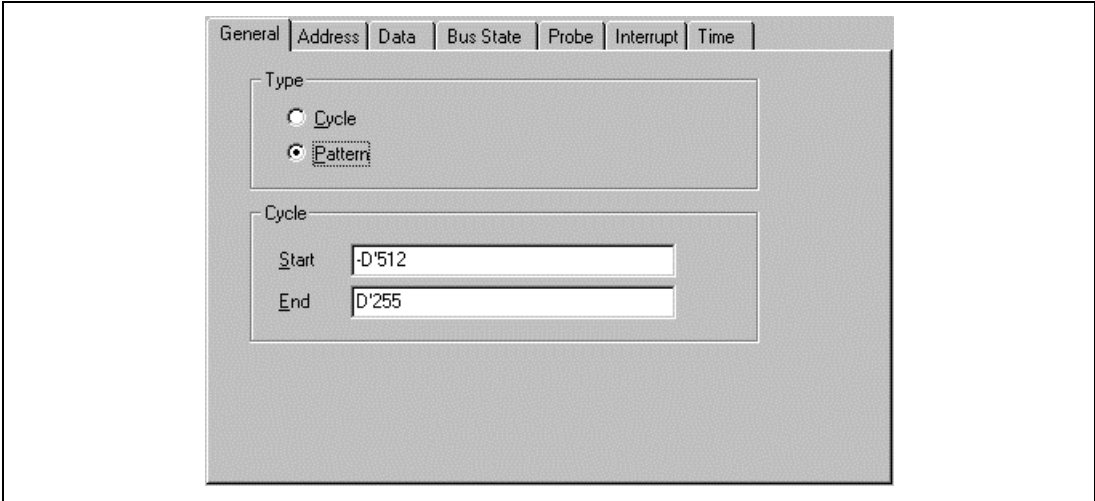 General Address Data Bus State Probe Interrupt Time
Type
Cycle
Pattern
Cycle
Start -D'512
End D'255